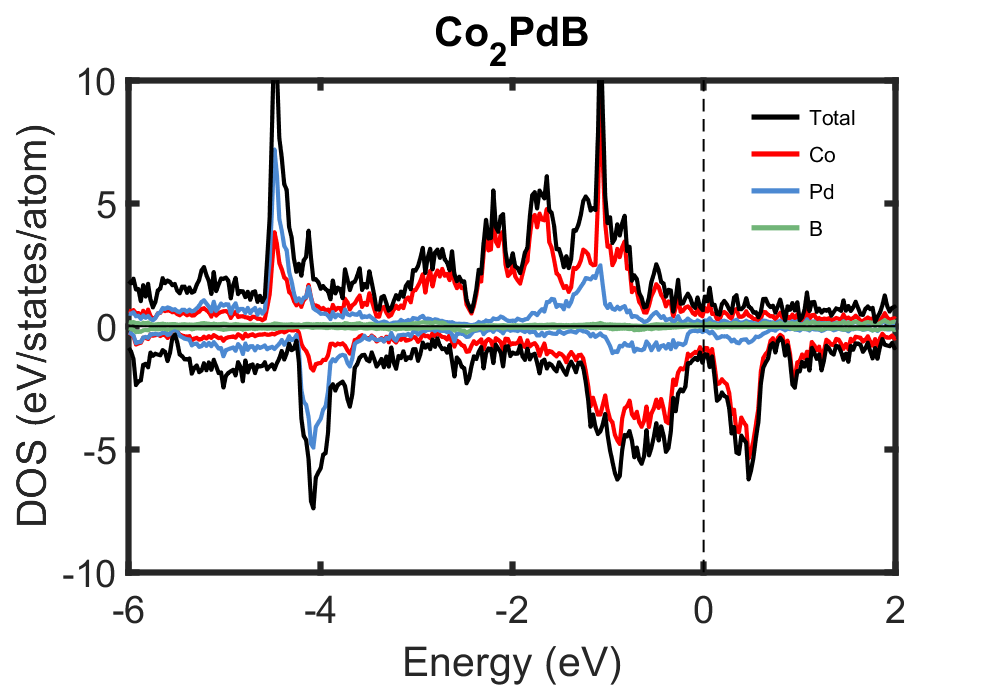 Co2PdB
DOS (eV/states/atom)
10
5
0
-5
-10
-6
-4
-2
0
2
Energy (eV)
Total
Co
Pd
B